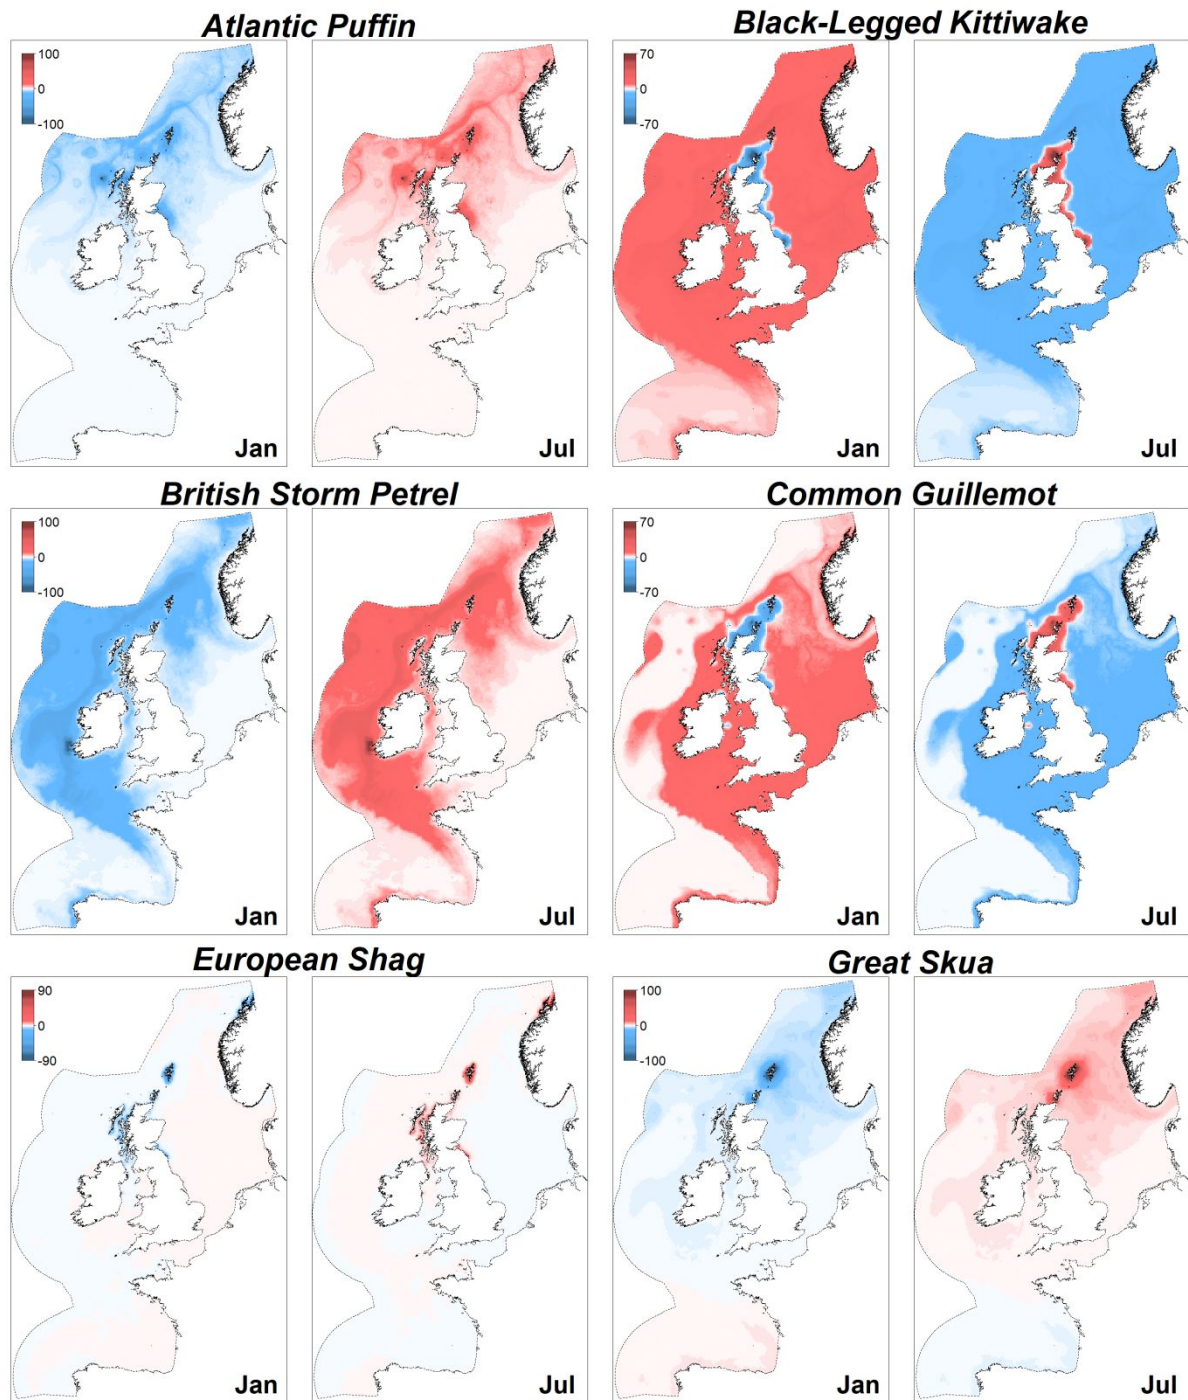 Atlantic Puffin Black-Legged Kittiwake
100
0
-100
Jan
Jul
70
0
-70
British Storm Petrel Common Guillemot
100
0
-100
Jan
Jul
70
0
-70
Jan
Jul
European Shag Great Skua
90
0
-90
Jan
Jul
100
0
-100
Jan
Jul